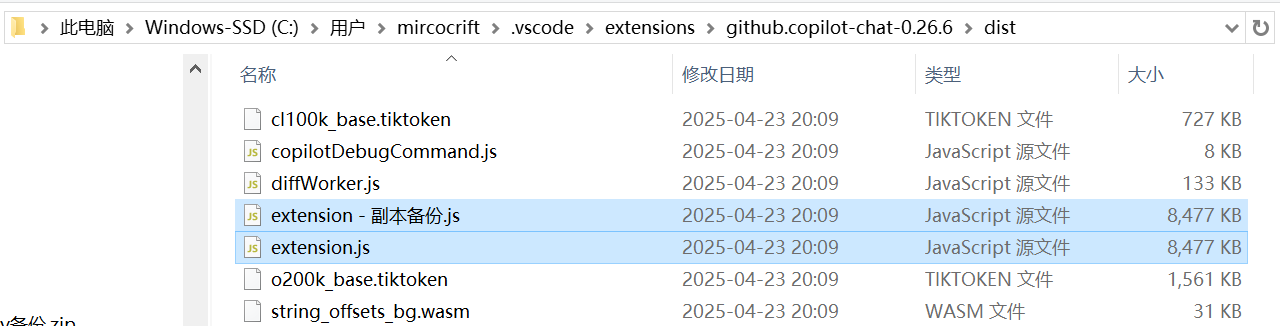 此电脑 Windows-SSD (C:) 用户 mircocrift .vscode extensions github.copilot-chat-0.26.6 dist
名称 修改日期 类型 大小
cl100k_base.tiktoken 2025-04-23 20:09 TIKTOKEN 文件 727 KB
copilotDebugCommand.js 2025-04-23 20:09 JavaScript 源文件 8 KB
diffWorker.js 2025-04-23 20:09 JavaScript 源文件 133 KB
extension - 副本备份.js 2025-04-23 20:09 JavaScript 源文件 8,477 KB
extension.js 2025-04-23 20:09 JavaScript 源文件 8,477 KB
o200k_base.tiktoken 2025-04-23 20:09 TIKTOKEN 文件 1,561 KB
string_offsets_bg.wasm 2025-04-23 20:09 WASM 文件 31 KB
y备份.zip